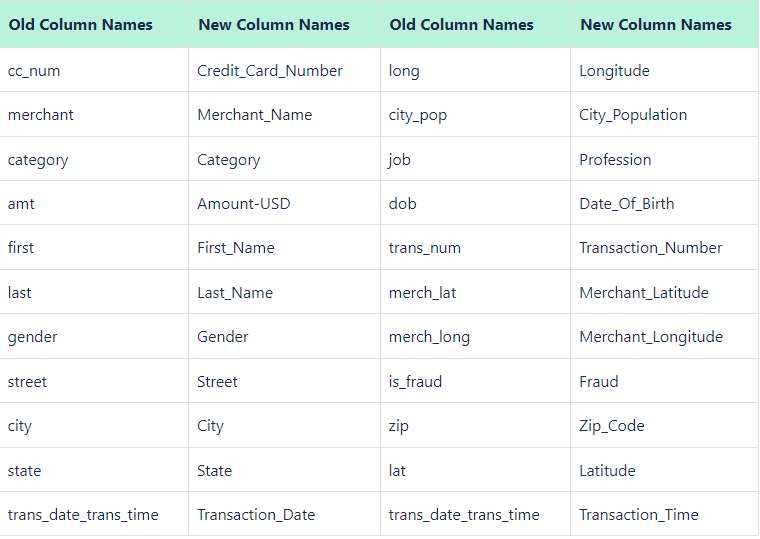 Old Column Names New Column Names Old Column Names New Column Names
cc_num Credit_Card_Number long Longitude
merchant Merchant_Name city_pop City_Population
category Category job Profession
amt Amount-USD dob Date_Of_Birth
first First_Name trans_num Transaction_Number
last Last_Name merch_lat Merchant_Latitude
gender Gender merch_long Merchant_Longitude
street Street is_fraud Fraud
city City zip Zip_Code
state State lat Latitude
trans_date_trans_time Transaction_Date trans_date_trans_time Transaction_Time